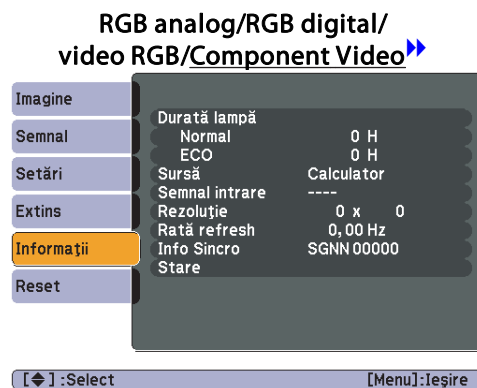 RGB analog/RGB digital/
video RGB/Component Video
Imagine
Semnal
Setări
Extins
Informaţii
Reset
Durată lampă
Normal 0 H
ECO 0 H
Sursă Calculator
Semnal intrare ----
Rezoluţie 0 x 0
Rată refresh 0,00 Hz
Info Sincro SGNN 00000
Stare
[◆] :Select [Menu]:Ieşire